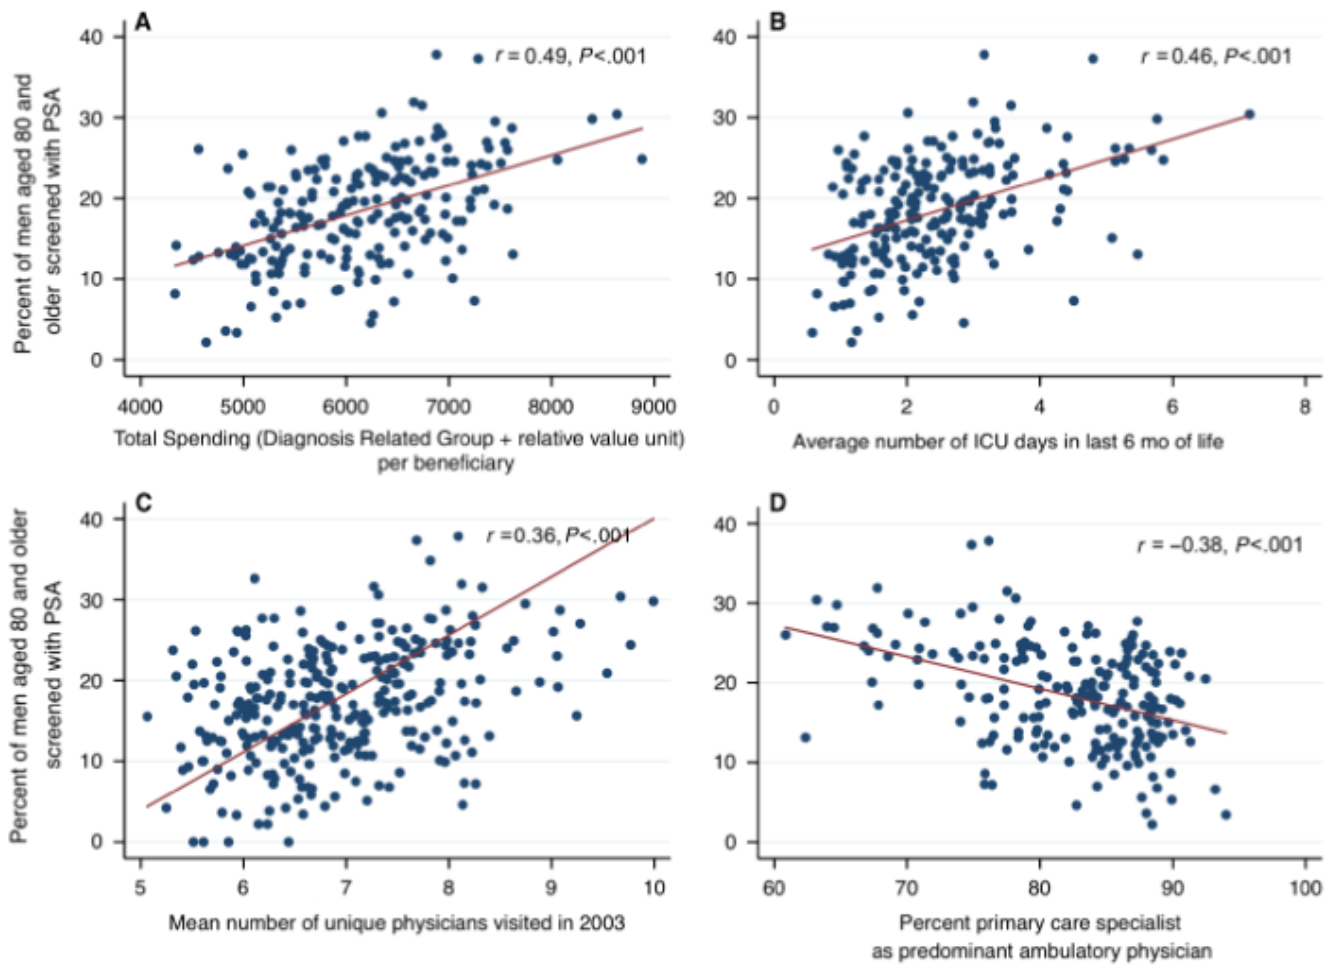 A
r = 0.49, P<.001
Percent of men aged 80 and
older screened with PSA
40
30
20
10
0
4000 5000 6000 7000 8000 9000
Total Spending (Diagnosis Related Group + relative value unit)
per beneficiary
B
r = 0.46, P<.001
40
30
20
10
0
0 2 4 6 8
Average number of ICU days in last 6 mo of life
C
r =0.36, P<.001
Percent of men aged 80 and older
screened with PSA
40
30
20
10
0
5 6 7 8 9 10
Mean number of unique physicians visited in 2003
D
r = –0.38, P<.001
40
30
20
10
0
60 70 80 90 100
Percent primary care specialist
as predominant ambulatory physician